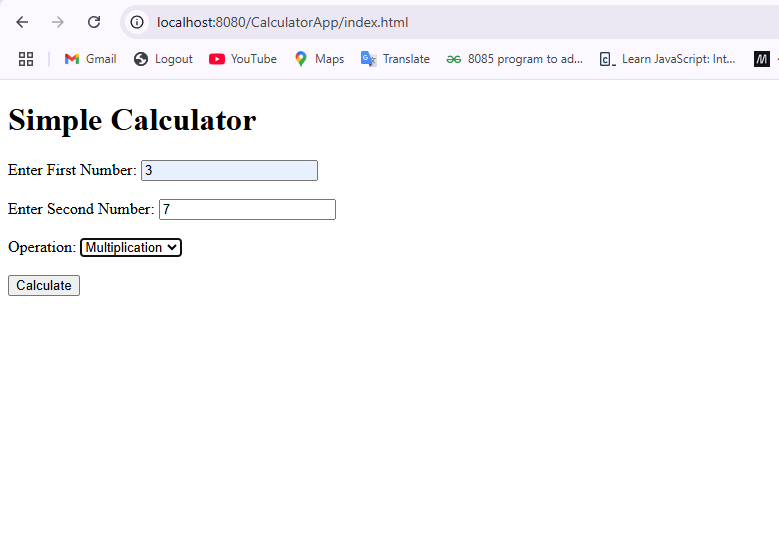 localhost:8080/CalculatorApp/index.html
Gmail Logout YouTube Maps Translate 8085 program to ad... Learn JavaScript: Int... M
Simple Calculator
Enter First Number: 3
Enter Second Number: 7
Operation: Multiplication
Calculate